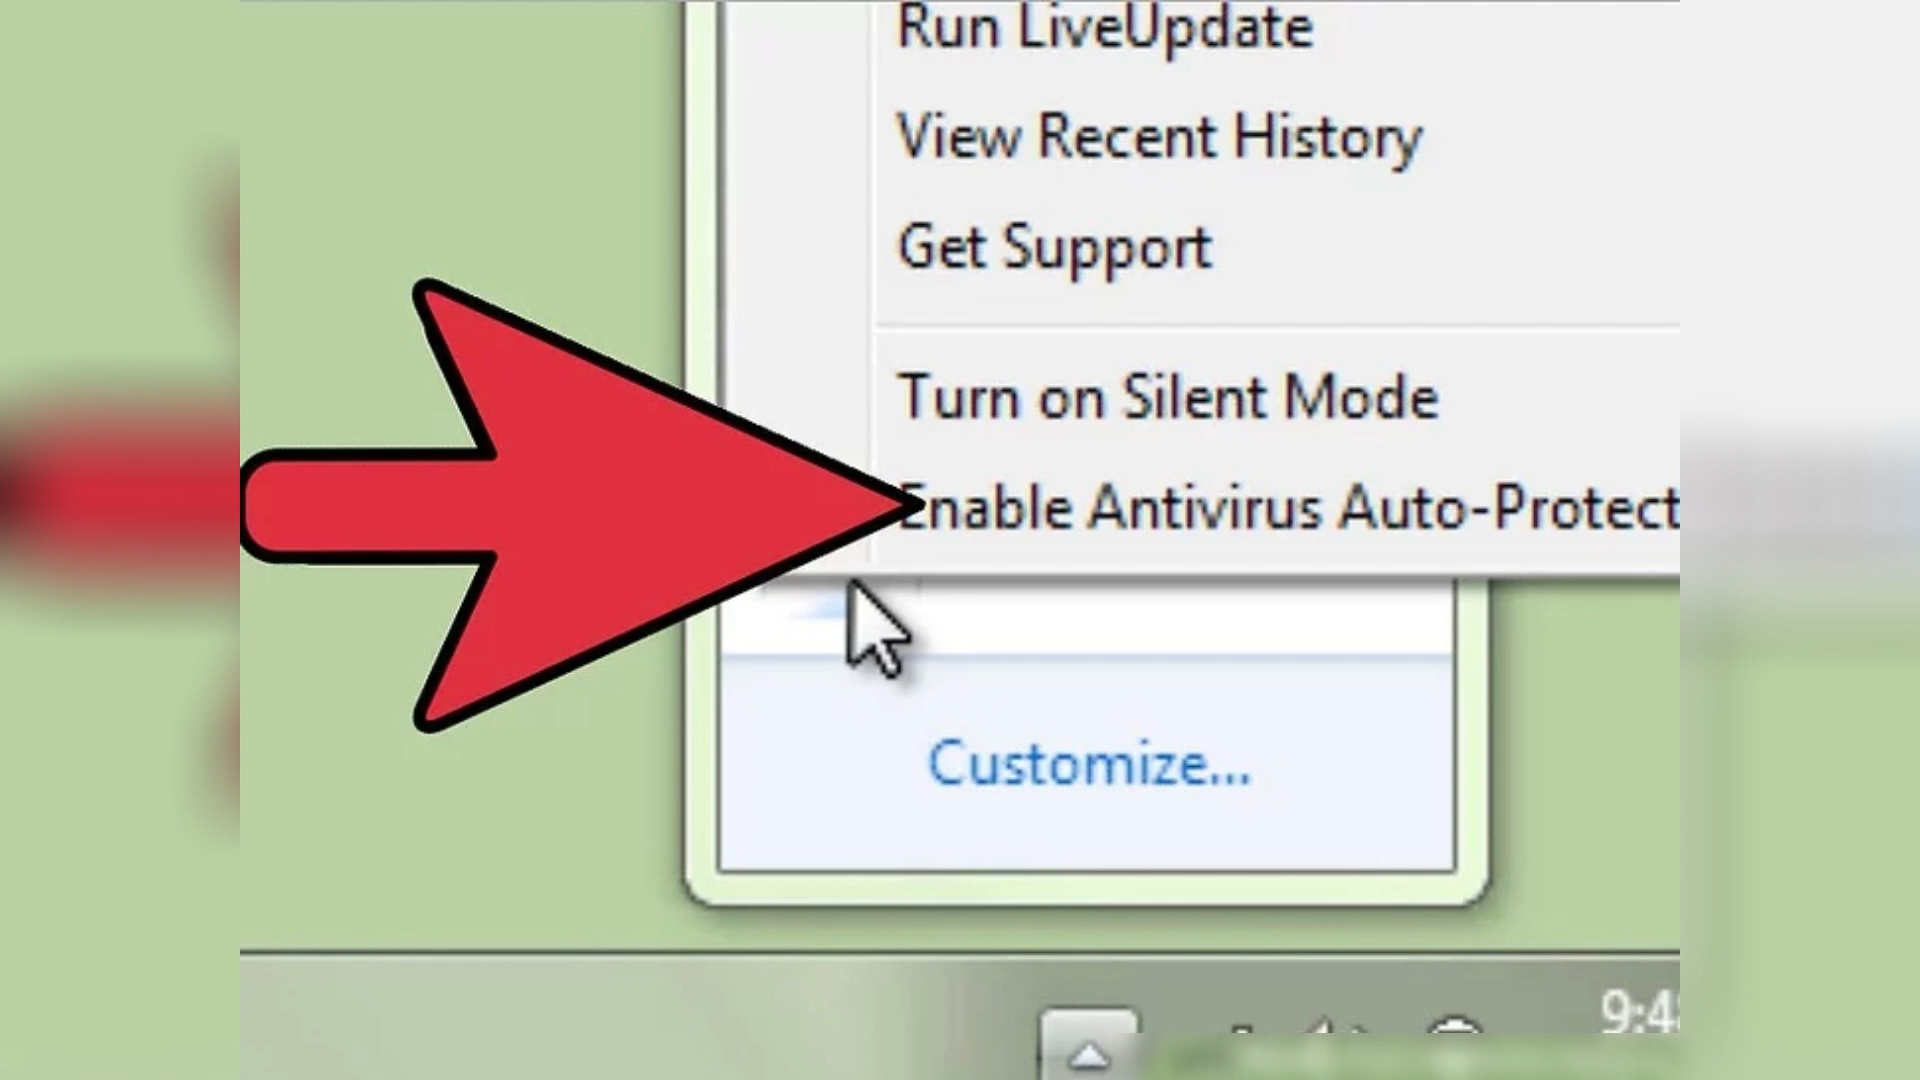 Run LiveUpdate
View Recent History
Get Support
Turn on Silent Mode
Enable Antivirus Auto-Protect
Customize...